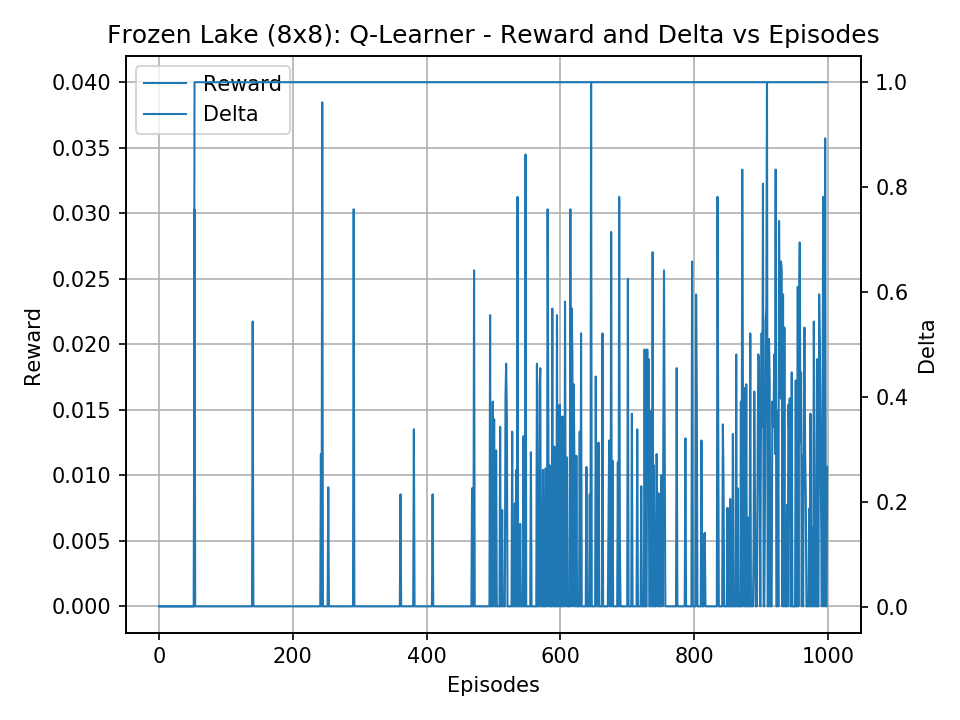 Frozen Lake (8x8): Q-Learner - Reward and Delta vs Episodes
Reward
Delta
0.040
0.035
0.030
0.025
0.020
0.015
0.010
0.005
0.000
Reward
1.0
0.8
0.6
0.4
0.2
0.0
Delta
0 200 400 600 800 1000
Episodes